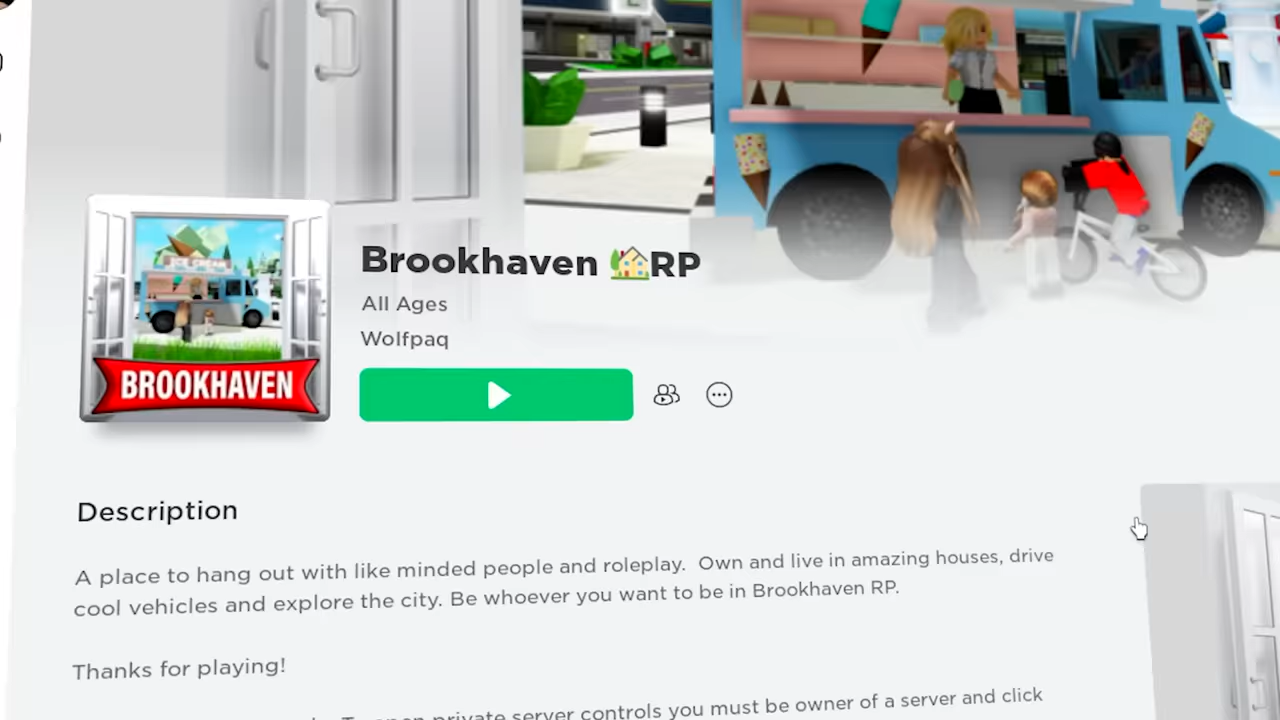 Brookhaven 🏡RP
All Ages
Wolfpaq
ICE CREAM
BROOKHAVEN
Description
A place to hang out with like minded people and roleplay. Own and live in amazing houses, drive
cool vehicles and explore the city. Be whoever you want to be in Brookhaven RP.
Thanks for playing!
private server controls you must be owner of a server and click